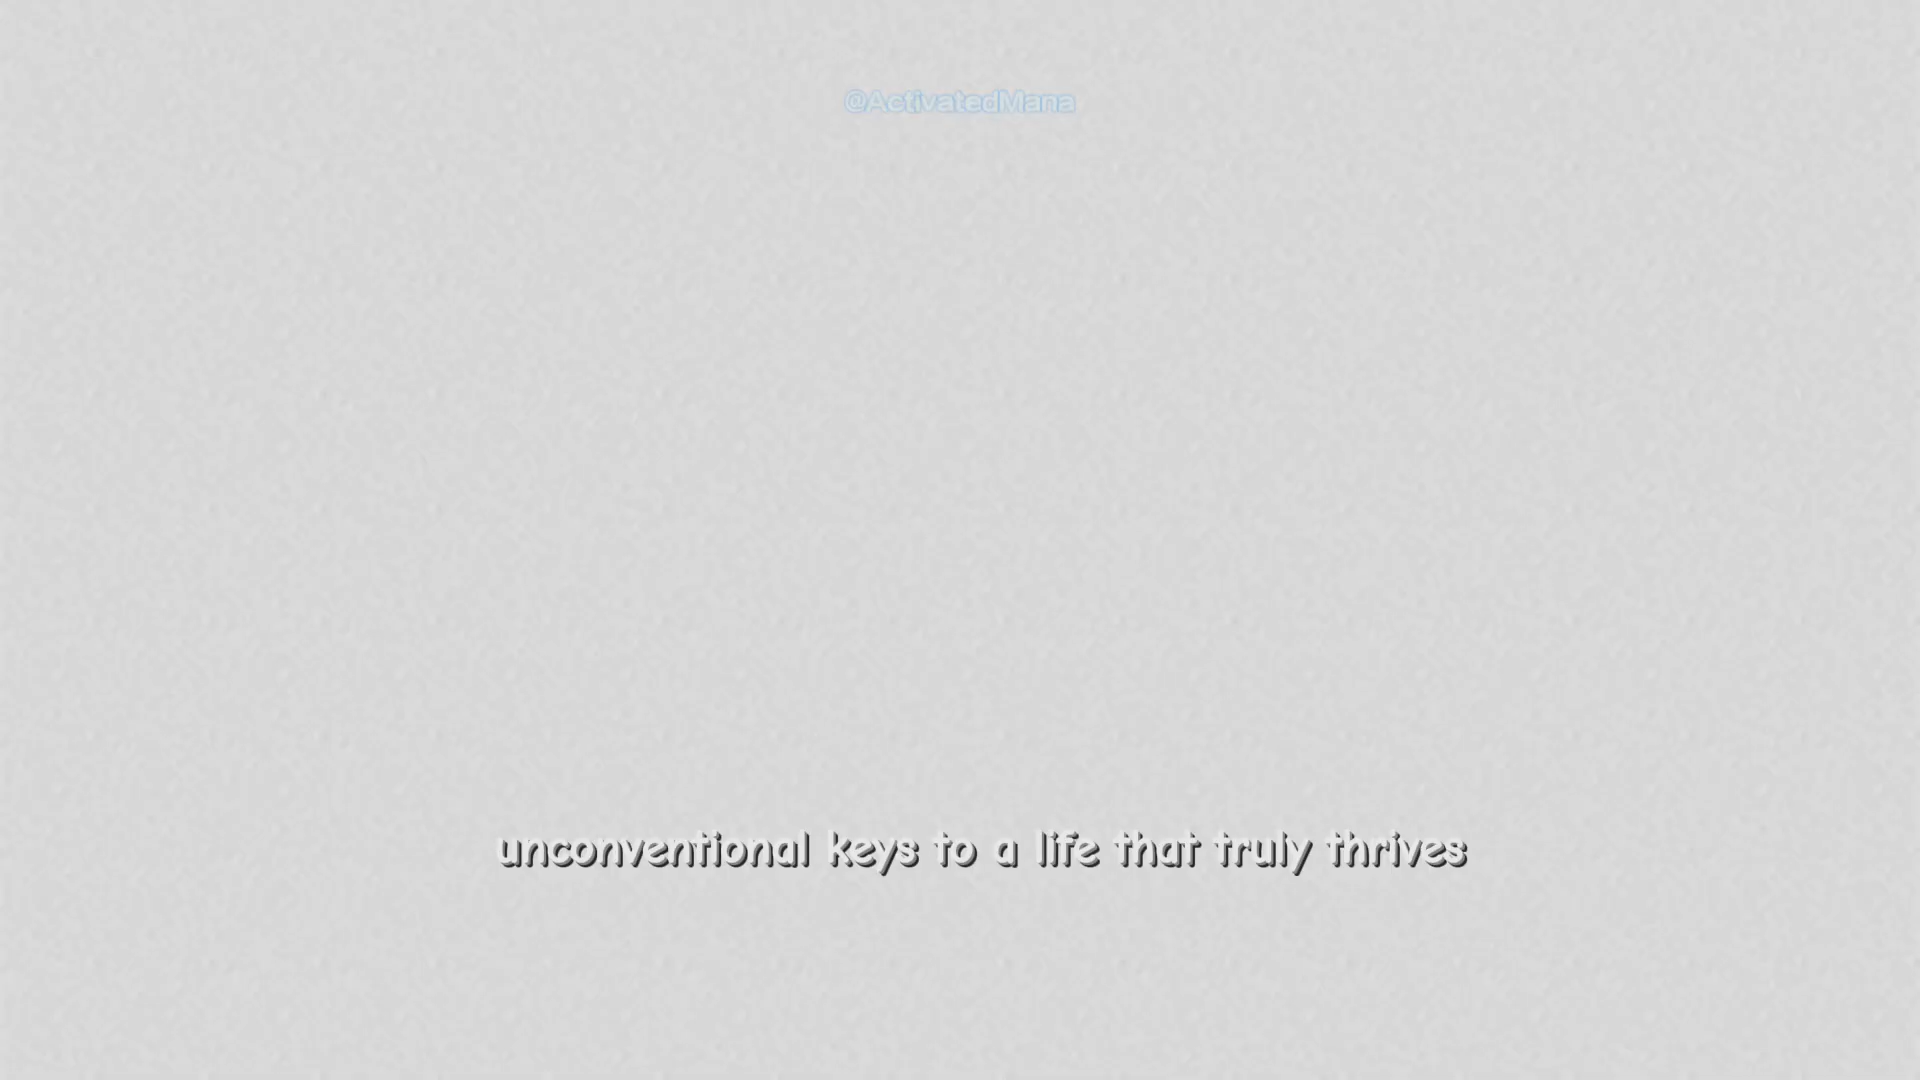 @ActivatedMana
unconventional keys to a life that truly thrives